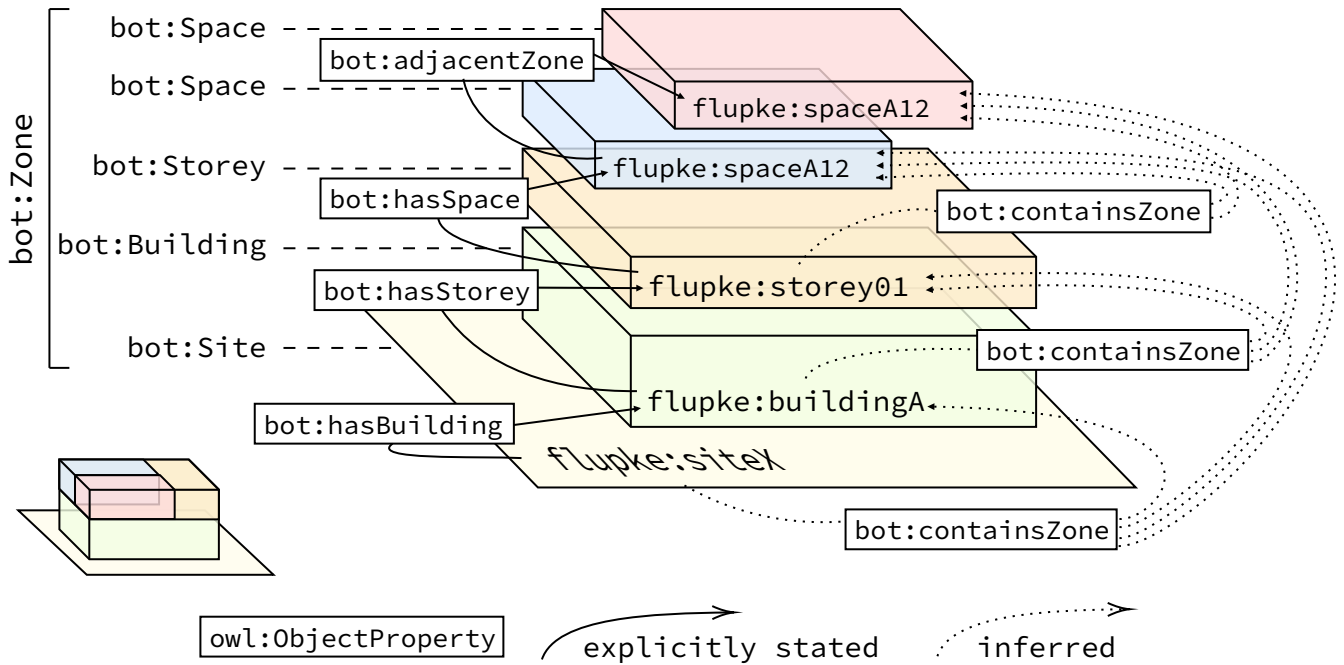 bot:Zone
bot:Space
bot:adjacentZone
bot:Space
flupke:spaceA12
bot:Storey
flupke:spaceA12
bot:hasSpace
bot:containsZone
bot:Building
flupke:storey01
bot:hasStorey
bot:Site
bot:containsZone
flupke:buildingA
bot:hasBuilding
flupke:siteX
bot:containsZone
owl:ObjectProperty
explicitly stated
inferred